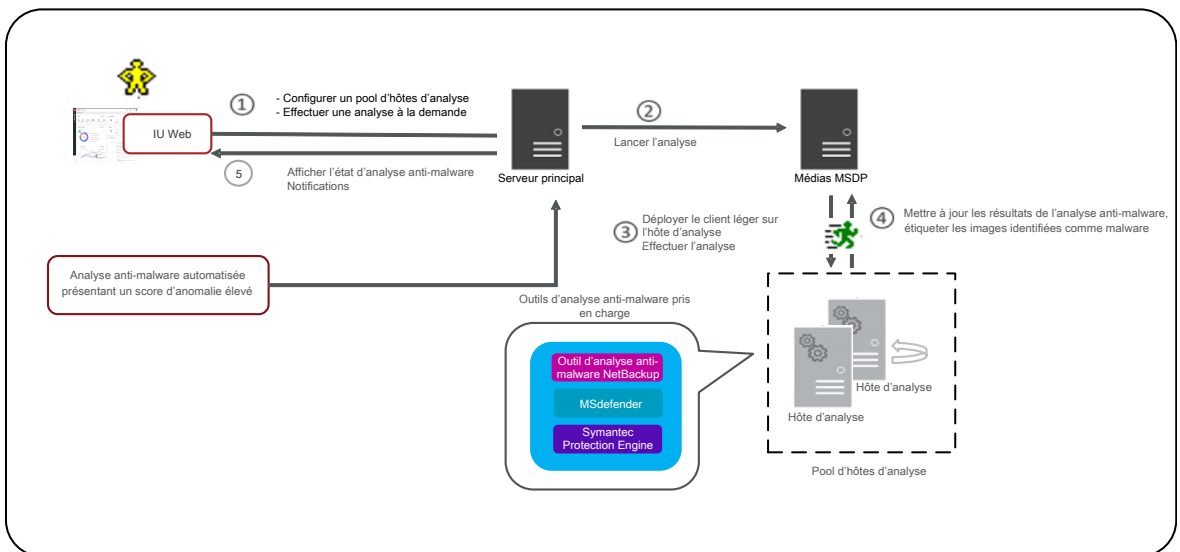 1
- Configurer un pool d'hôtes d'analyse
- Effectuer une analyse à la demande
IU Web
2
Lancer l'analyse
5
Afficher l'état d'analyse anti-malware
Notifications
Serveur principal
Médias MSDP
3
Déployer le client léger sur
l'hôte d'analyse
Effectuer l'analyse
4
Mettre à jour les résultats de l'analyse anti-malware,
étiqueter les images identifiées comme malware
Analyse anti-malware automatisée
présentant un score d'anomalie élevé
Outils d'analyse anti-malware pris
en charge
Outil d'analyse anti-
malware NetBackup
MSdefender
Symantec
Protection Engine
Hôte d'analyse
Hôte d'analyse
Pool d'hôtes d'analyse